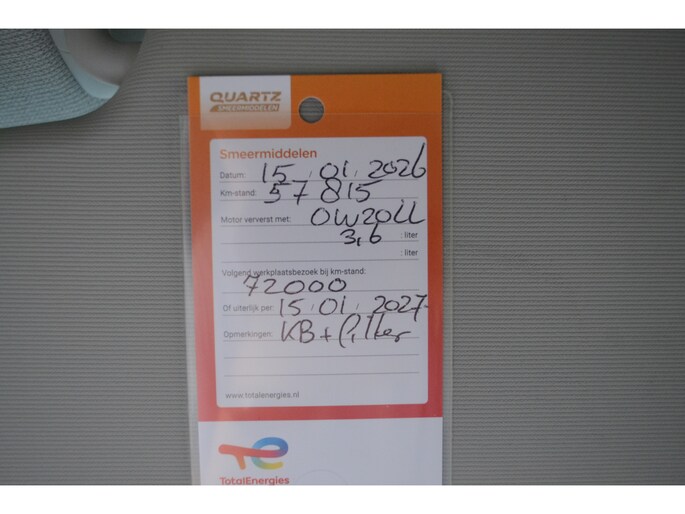 QUARTZ
SMEERMIDDELEN
Smeermiddelen
Datum: 15 / 01 / 2026
Km-stand: 57815
Motor ververst met: 0W20LL
3,6 : liter
: liter
Volgend werkplaatsbezoek bij km-stand:
72000
Of uiterlijk per: 15 / 01 / 2027
Opmerkingen: KB + filter
www.totalenergies.nl
TotalEnergies